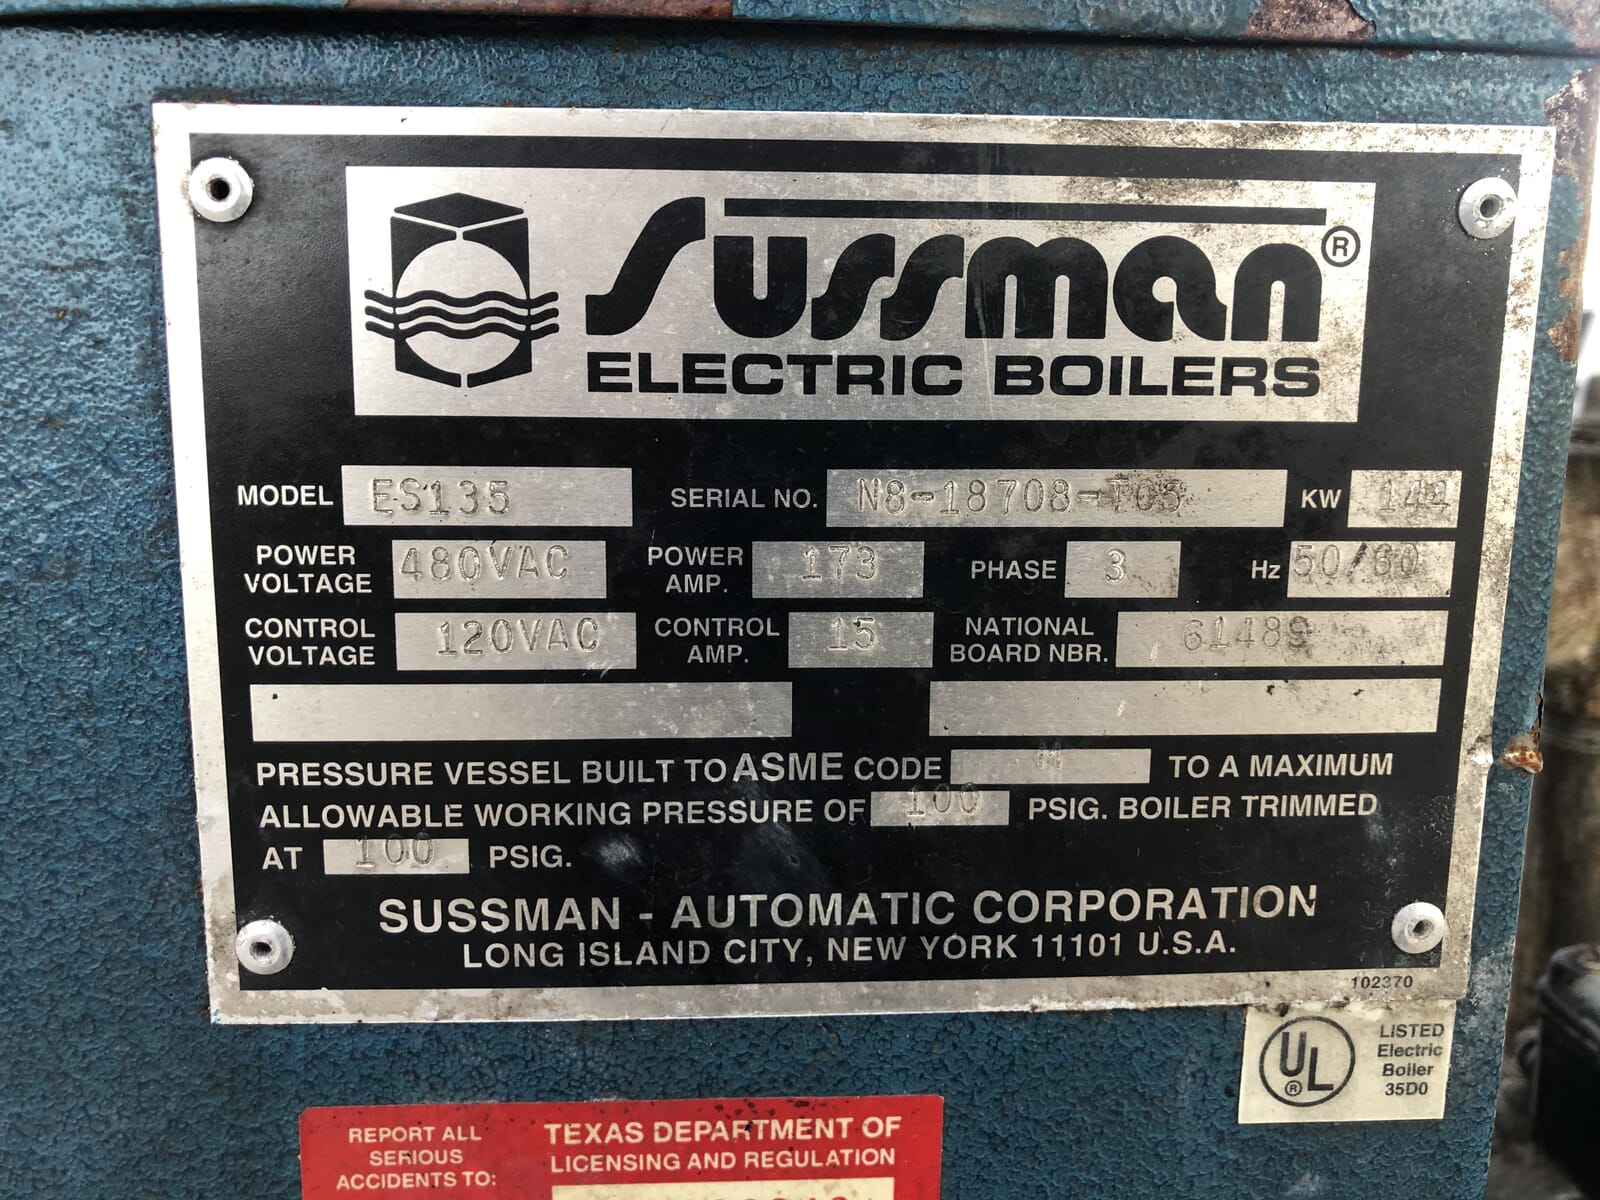 Sussman®
ELECTRIC BOILERS
MODEL ES135 SERIAL NO. N8-18708-T03 KW 144
POWER VOLTAGE 480VAC POWER AMP. 173 PHASE 3 Hz 50/60
CONTROL VOLTAGE 120VAC CONTROL AMP. 15 NATIONAL BOARD NBR. 61489
PRESSURE VESSEL BUILT TO ASME CODE M TO A MAXIMUM
ALLOWABLE WORKING PRESSURE OF 100 PSIG. BOILER TRIMMED
AT 100 PSIG.
SUSSMAN - AUTOMATIC CORPORATION
LONG ISLAND CITY, NEW YORK 11101 U.S.A.
102370
UL®
LISTED
Electric
Boiler
35D0
REPORT ALL
SERIOUS
ACCIDENTS TO:
TEXAS DEPARTMENT OF
LICENSING AND REGULATION